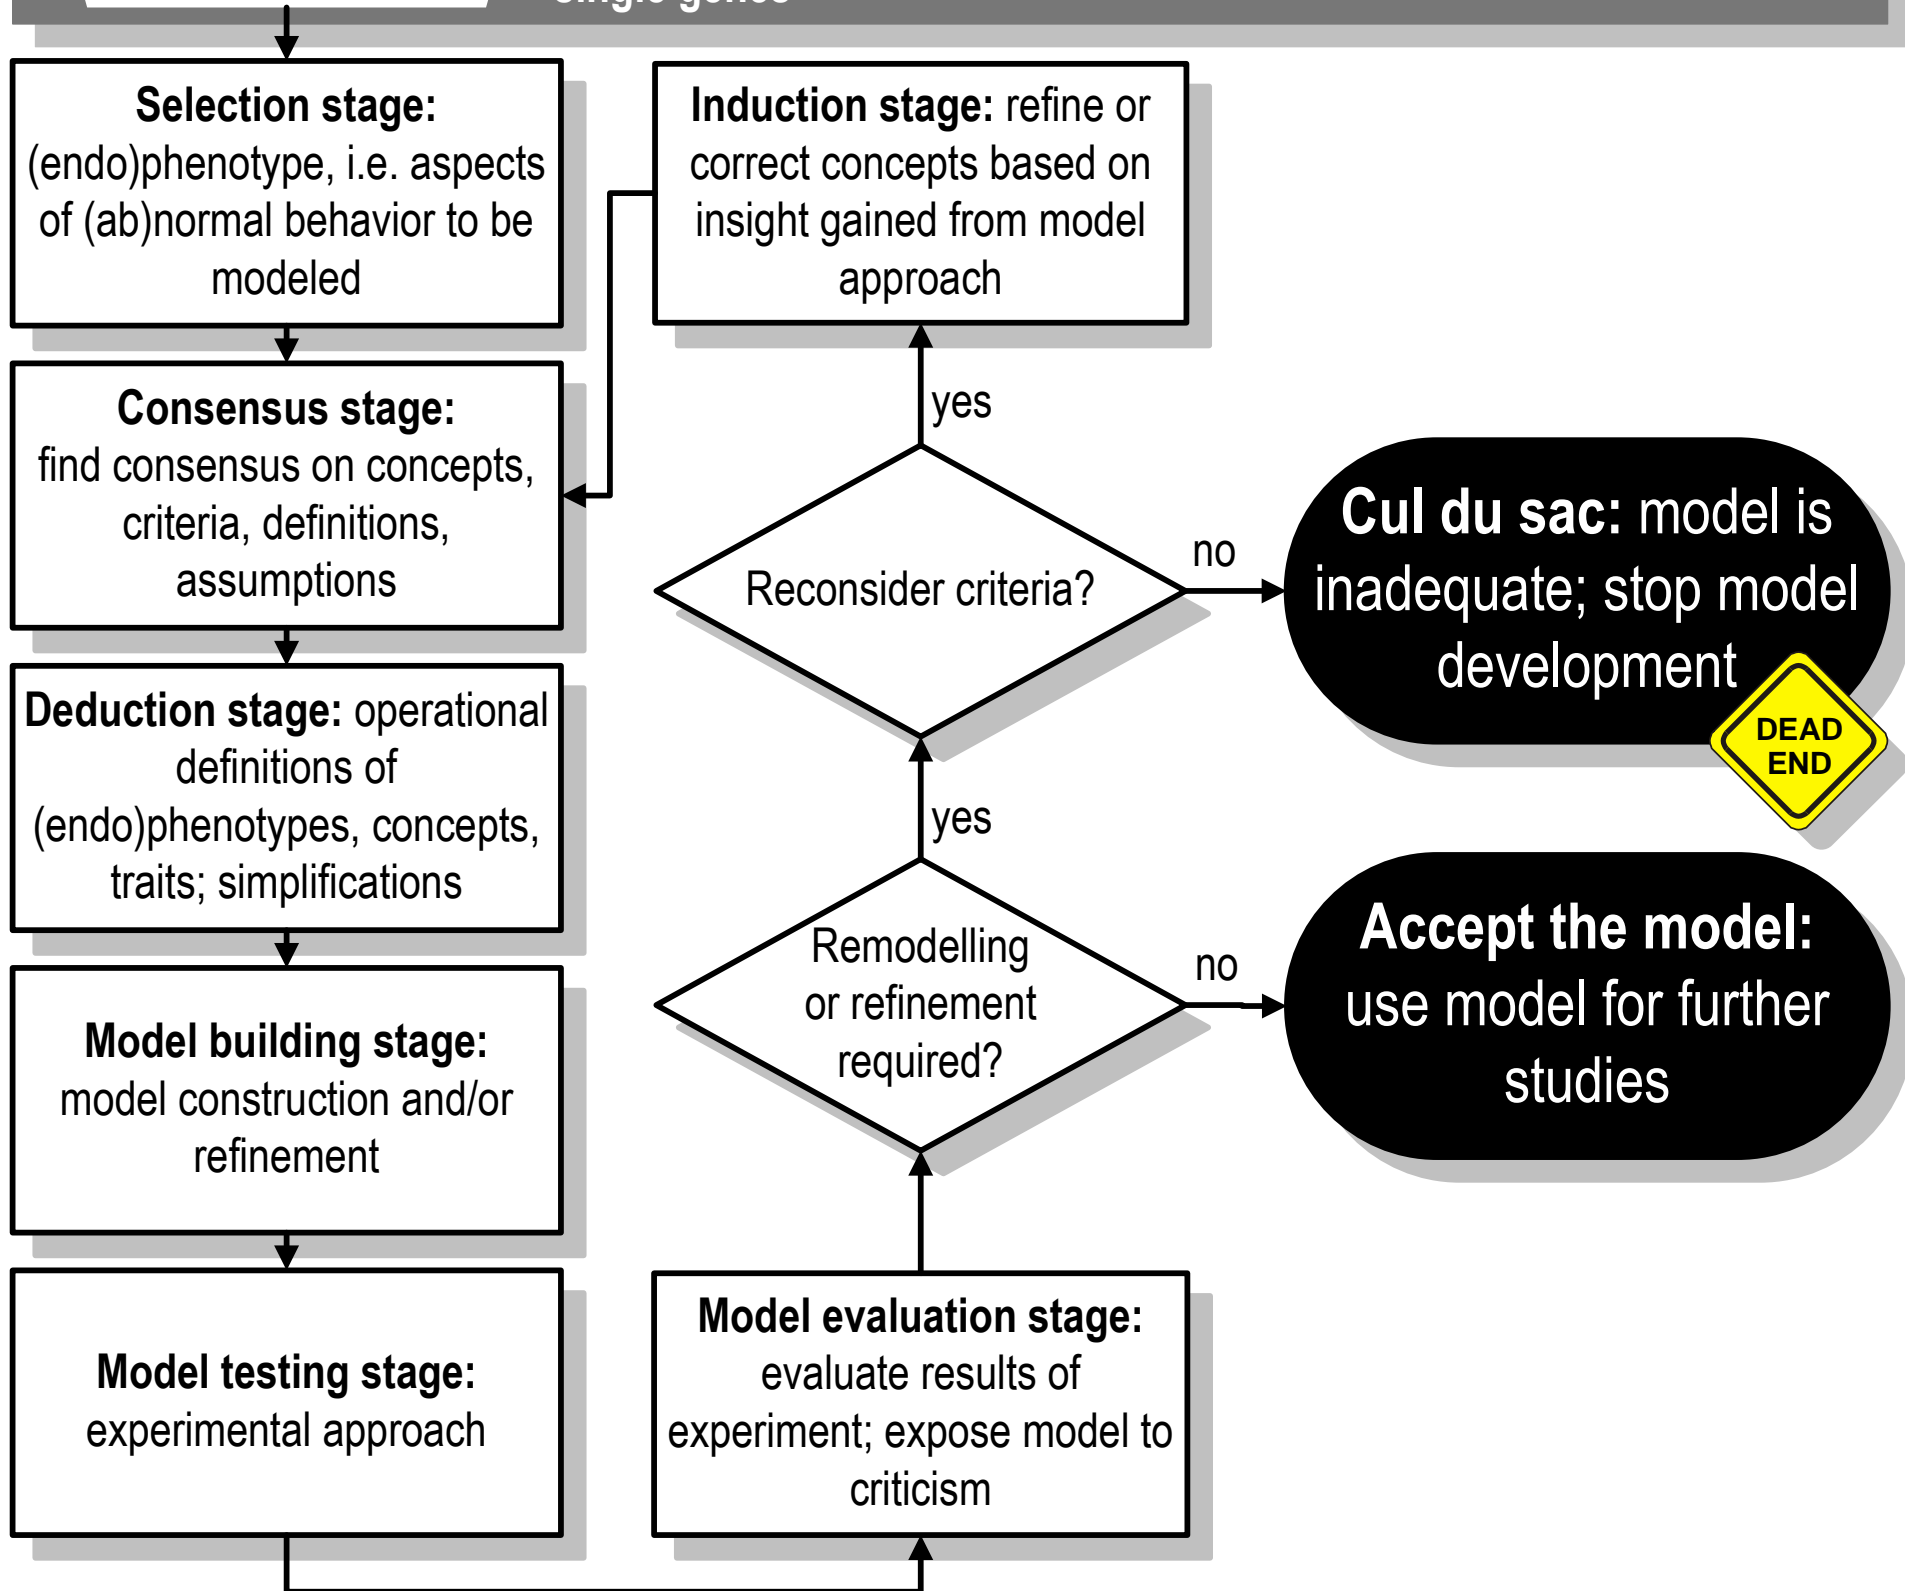 single genes
Selection stage:
(endo)phenotype, i.e. aspects
of (ab)normal behavior to be
modeled
Consensus stage:
find consensus on concepts,
criteria, definitions,
assumptions
Deduction stage: operational
definitions of
(endo)phenotypes, concepts,
traits; simplifications
Model building stage:
model construction and/or
refinement
Model testing stage:
experimental approach
Induction stage: refine or
correct concepts based on
insight gained from model
approach
yes
Reconsider criteria?
no
yes
Remodelling
or refinement
required?
no
Model evaluation stage:
evaluate results of
experiment; expose model to
criticism
Cul du sac: model is
inadequate; stop model
development
DEAD
END
Accept the model:
use model for further
studies